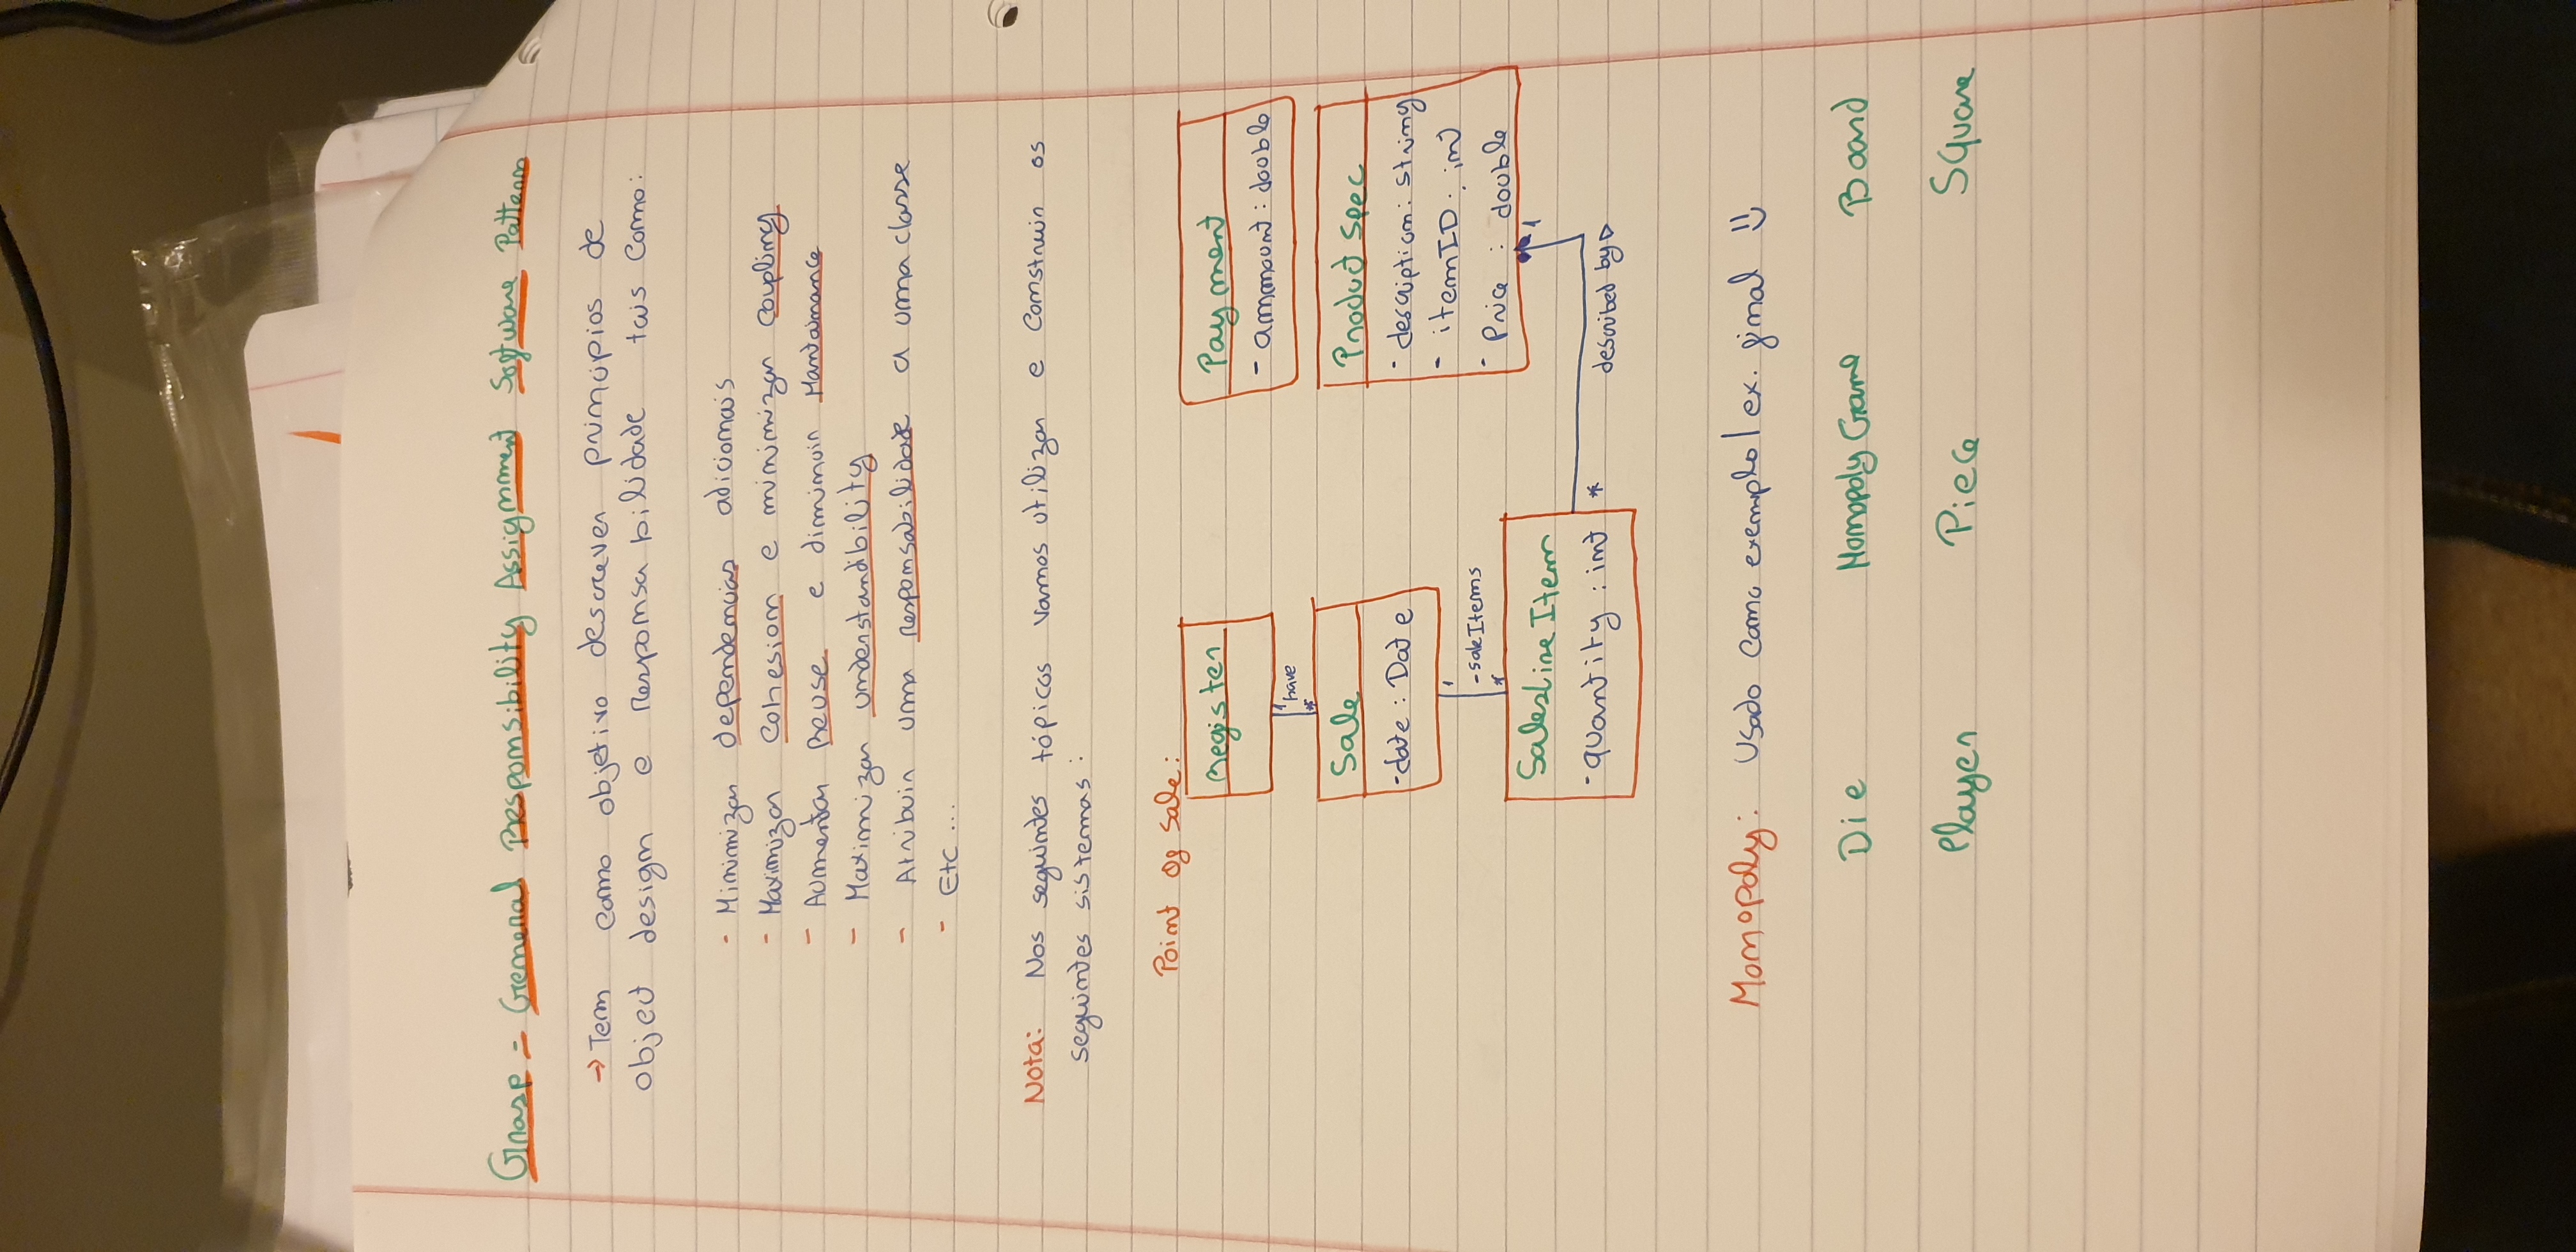 Grasp = General Responsibility Assignment Software Pattern
→ Tem como objetivo descrever principios de
object design e responsabilidade tais como:
- Minimizar dependencias adicionais
- Maximizar Cohesion e minimizar coupling
- Aumentar Reuse e diminuir Mantainance
- Maximizar understandibility
- Atribuir uma responsabilidade a uma classe
- Etc ...
Nota: Nos seguintes tópicos vamos utilizar e construir os
seguintes sistemas:
Point of Sale:
Register
Payment
- ammount : double
1
have
*
Sale
- date : Date
Product Spec
- description: string
- itemID : int
- Price : double
1
- saleItems
*
SalesLine Item
- quantity : int
*
1
described by ▷
Monopoly: Usado como exemplo / ex. final
Die Monopoly Game Board
Player Piece Square